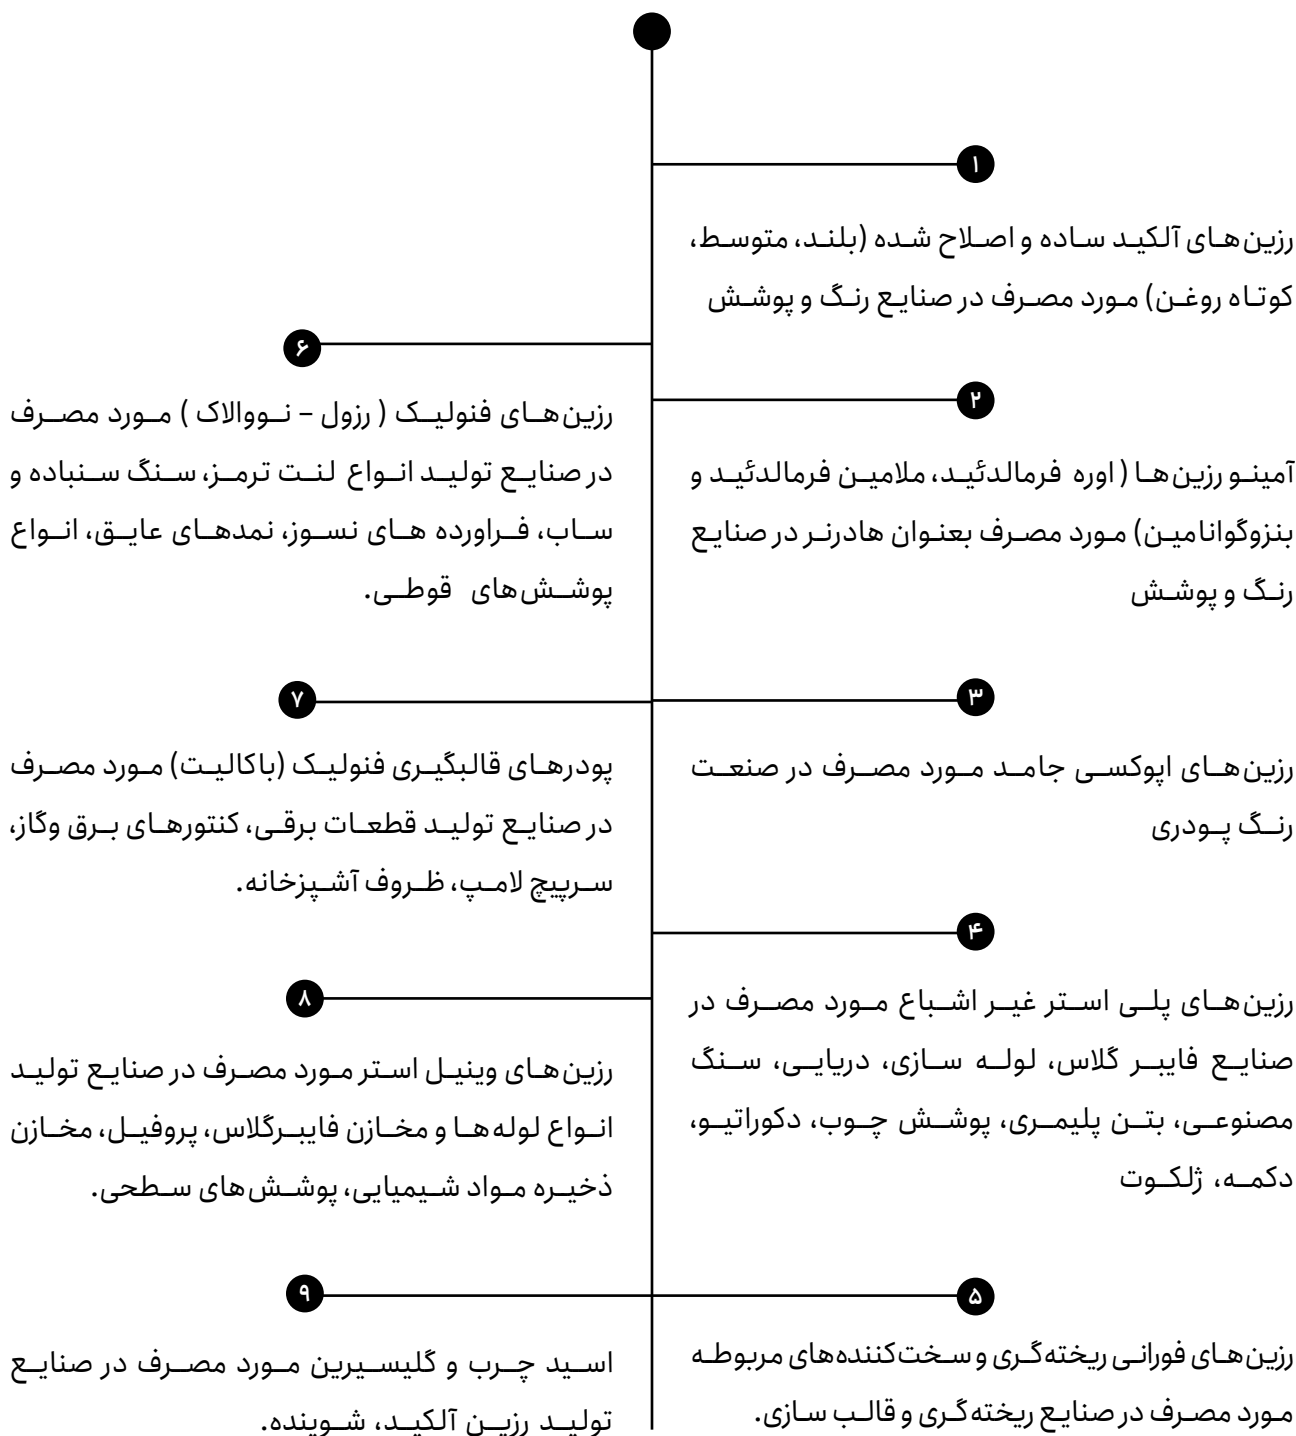 ۱
رزین‌های آلکید ساده و اصلاح شده (بلند، متوسط،
کوتاه روغن) مورد مصرف در صنایع رنگ و پوشش
۲
آمینو رزین‌ها ( اوره فرمالدئید، ملامین فرمالدئید و
بنزوگوانامین) مورد مصرف بعنوان هادرنر در صنایع
رنگ و پوشش
۳
رزین‌های اپوکسی جامد مورد مصرف در صنعت
رنگ پودری
۴
رزین‌های پلی استر غیر اشباع مورد مصرف در
صنایع فایبر گلاس، لوله سازی، دریایی، سنگ
مصنوعی، بتن پلیمری، پوشش چوب، دکوراتیو،
دکمه، ژلکوت
۵
رزین‌های فورانی ریخته‌گری و سخت‌کننده‌های مربوطه
مورد مصرف در صنایع ریخته‌گری و قالب سازی.
۶
رزین‌های فنولیک ( رزول – نووالاک ) مورد مصرف
در صنایع تولید انواع لنت ترمز، سنگ سنباده و
ساب، فراورده های نسوز، نمدهای عایق، انواع
پوشش‌های قوطی.
۷
پودرهای قالبگیری فنولیک (باکالیت) مورد مصرف
در صنایع تولید قطعات برقی، کنتورهای برق وگاز،
سرپیچ لامپ، ظروف آشپزخانه.
۸
رزین‌های وینیل استر مورد مصرف در صنایع تولید
انواع لوله‌ها و مخازن فایبرگلاس، پروفیل، مخازن
ذخیره مواد شیمیایی، پوشش‌های سطحی.
۹
اسید چرب و گلیسیرین مورد مصرف در صنایع
تولید رزین آلکید، شوینده.